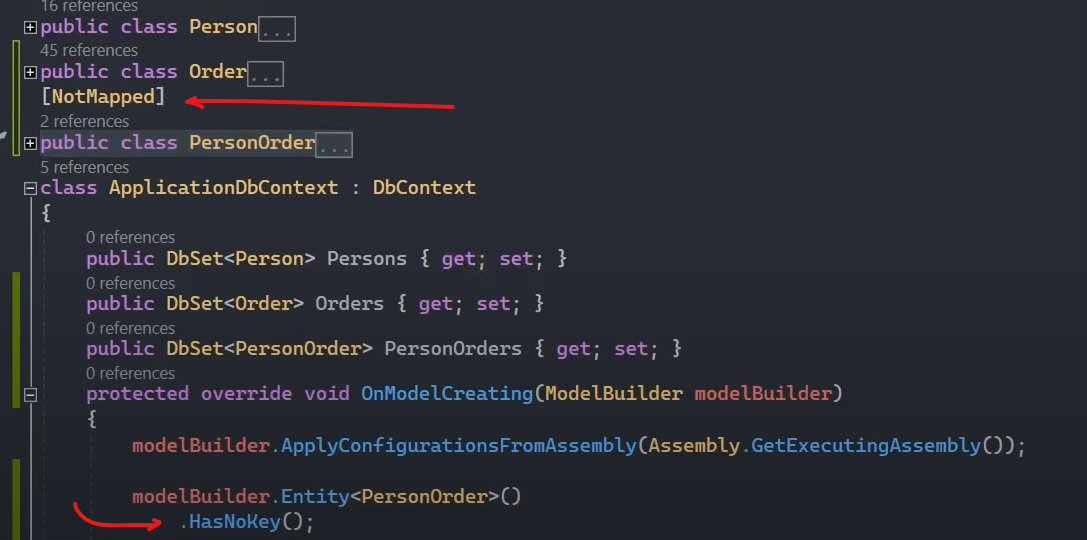 16 references
public class Person...
45 references
public class Order...
[NotMapped]
2 references
public class PersonOrder...
5 references
class ApplicationDbContext : DbContext
{
0 references
public DbSet<Person> Persons { get; set; }
0 references
public DbSet<Order> Orders { get; set; }
0 references
public DbSet<PersonOrder> PersonOrders { get; set; }
0 references
protected override void OnModelCreating(ModelBuilder modelBuilder)
{
modelBuilder.ApplyConfigurationsFromAssembly(Assembly.GetExecutingAssembly());
modelBuilder.Entity<PersonOrder>()
.HasNoKey();